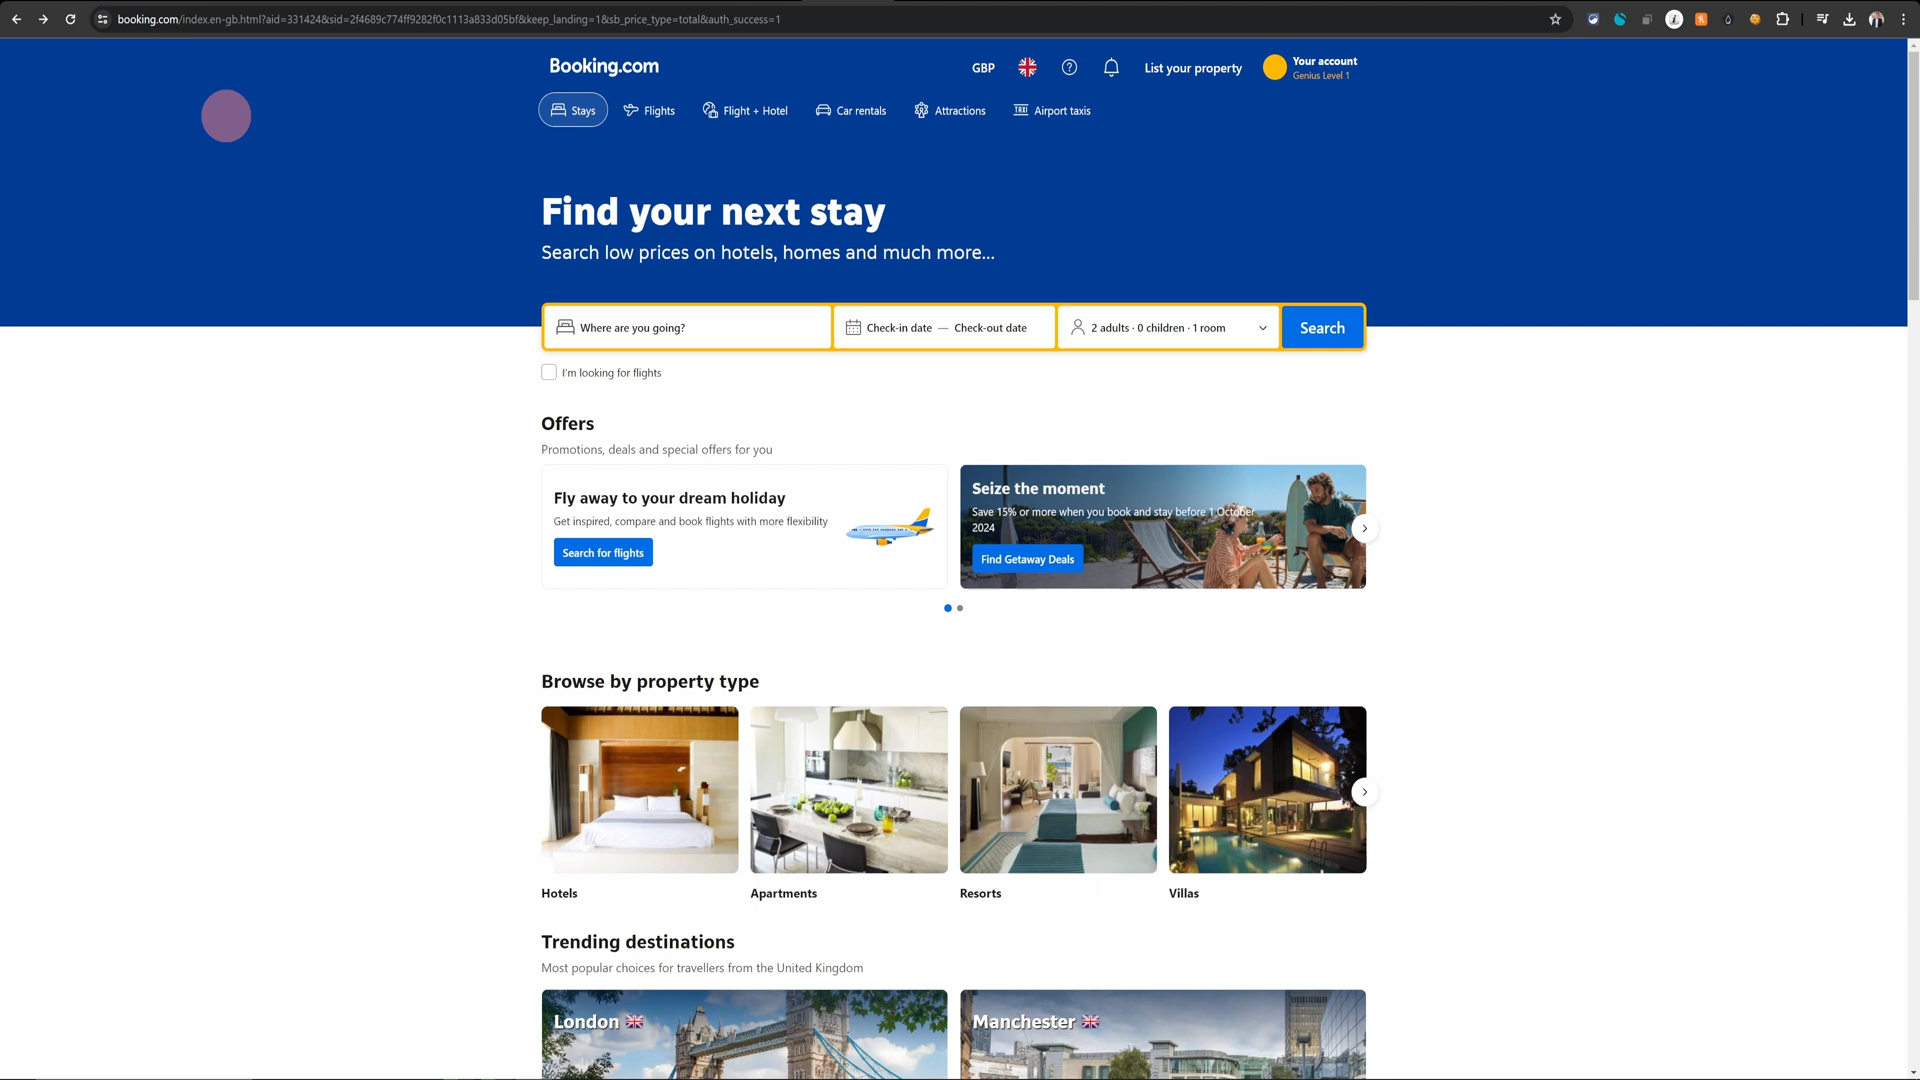 booking.com/index.en-gb.html?aid=331424&sid=2f4689c774ff9282f0c1113a833d05bf&keep_landing=1&sb_price_type=total&auth_success=1
Booking.com
GBP
List your property
Your account
Genius Level 1
Stays
Flights
Flight + Hotel
Car rentals
Attractions
TAXI
Airport taxis
Find your next stay
Search low prices on hotels, homes and much more...
Where are you going?
Check-in date — Check-out date
2 adults · 0 children · 1 room
Search
I'm looking for flights
Offers
Promotions, deals and special offers for you
Fly away to your dream holiday
Get inspired, compare and book flights with more flexibility
Search for flights
Seize the moment
Save 15% or more when you book and stay before 1 October
2024
Find Getaway Deals
Browse by property type
Hotels
Apartments
Resorts
Villas
Trending destinations
Most popular choices for travellers from the United Kingdom
London
Manchester